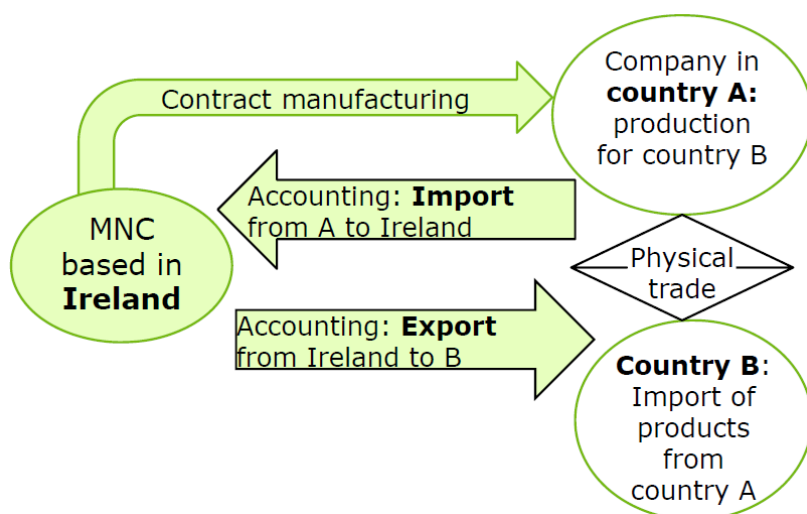 Contract manufacturing
Company in
country A:
production
for country B
Accounting: Import
from A to Ireland
MNC
based in
Ireland
Physical
trade
Accounting: Export
from Ireland to B
Country B:
Import of
products
from
country A